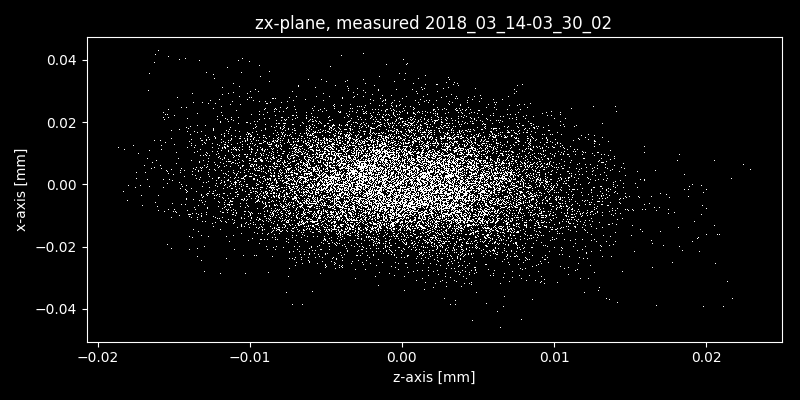 zx-plane, measured 2018_03_14-03_30_02
0.04
0.02
0.00
−0.02
−0.04
x-axis [mm]
−0.02 −0.01 0.00 0.01 0.02
z-axis [mm]